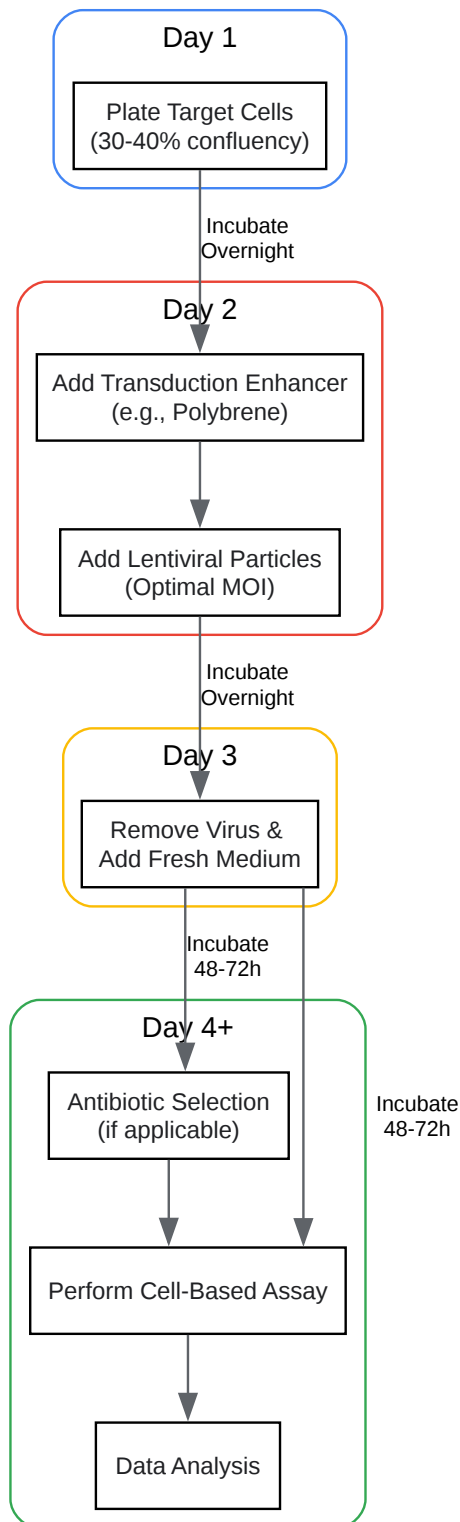 Day 1
Plate Target Cells
(30-40% confluency)
Incubate
Overnight
Day 2
Add Transduction Enhancer
(e.g., Polybrene)
Add Lentiviral Particles
(Optimal MOI)
Incubate
Overnight
Day 3
Remove Virus &
Add Fresh Medium
Incubate
48-72h
Day 4+
Antibiotic Selection
(if applicable)
Incubate
48-72h
Perform Cell-Based Assay
Data Analysis